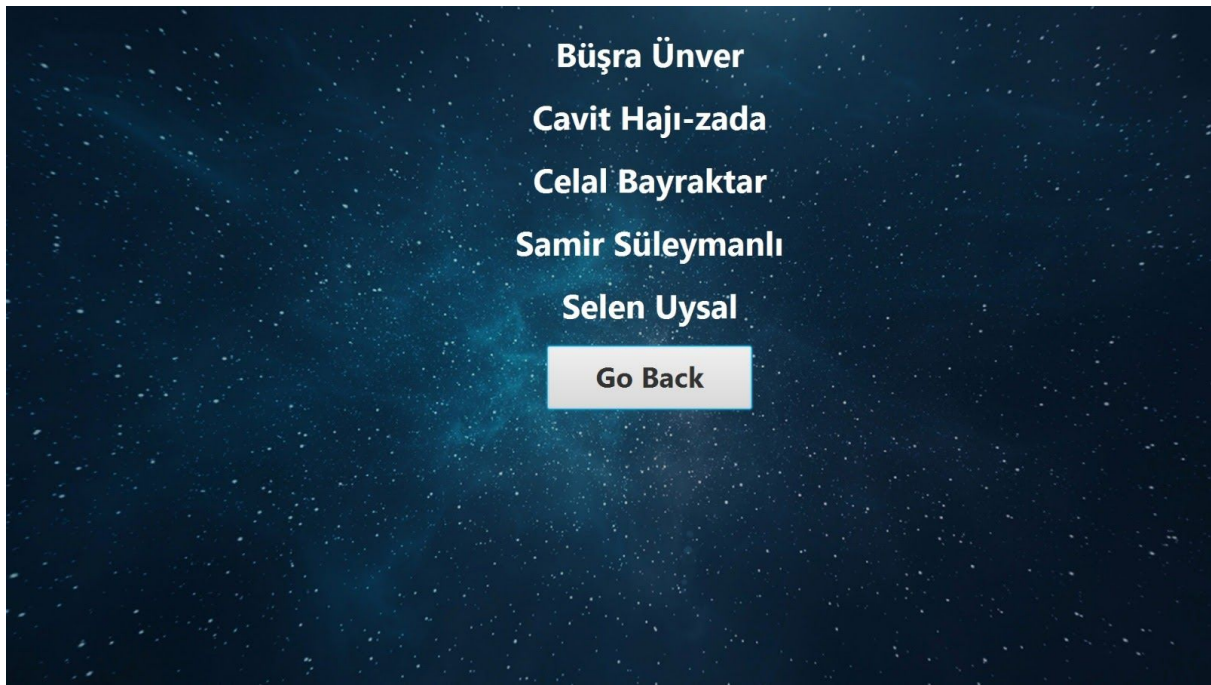 Büşra Ünver
Cavit Hajı-zada
Celal Bayraktar
Samir Süleymanlı
Selen Uysal
Go Back